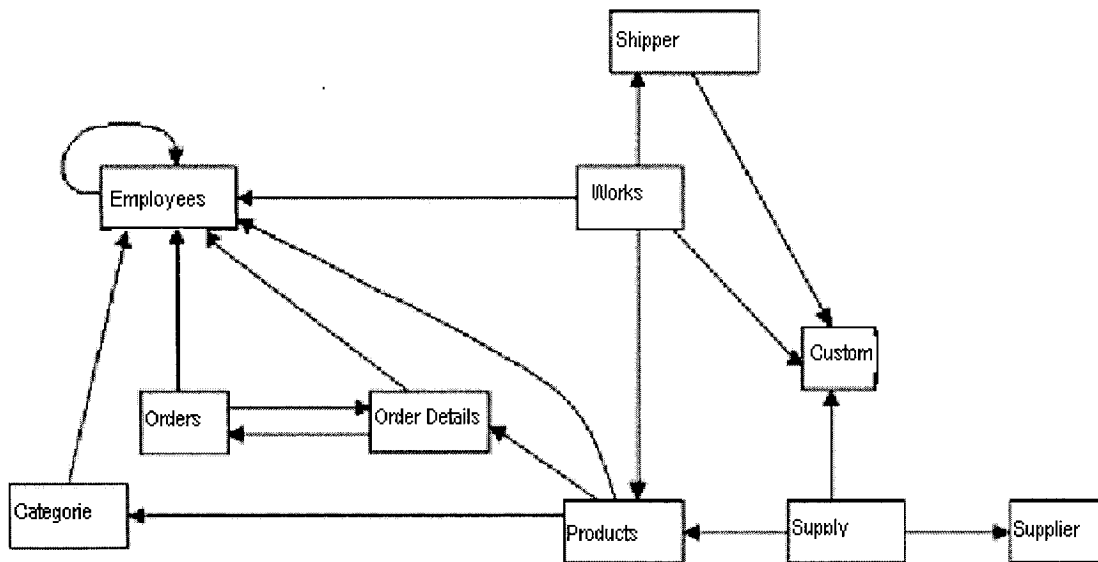 Shipper
Employees
Works
Custom
Orders
Order Details
Categorie
Products
Supply
Supplier